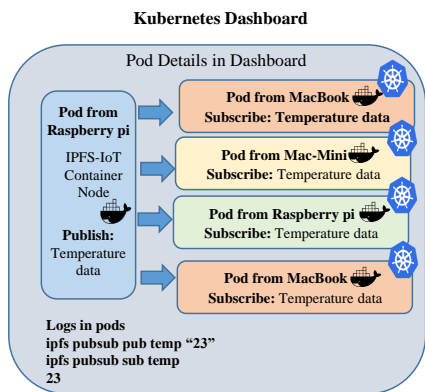 Kubernetes Dashboard
Pod Details in Dashboard
Pod from
Raspberry pi
IPFS-IoT
Container
Node
Publish:
Temperature
data
Pod from MacBook
Subscribe: Temperature data
Pod from Mac-Mini
Subscribe: Temperature data
Pod from Raspberry pi
Subscribe: Temperature data
Pod from MacBook
Subscribe: Temperature data
Logs in pods
ipfs pubsub pub temp “23”
ipfs pubsub sub temp
23